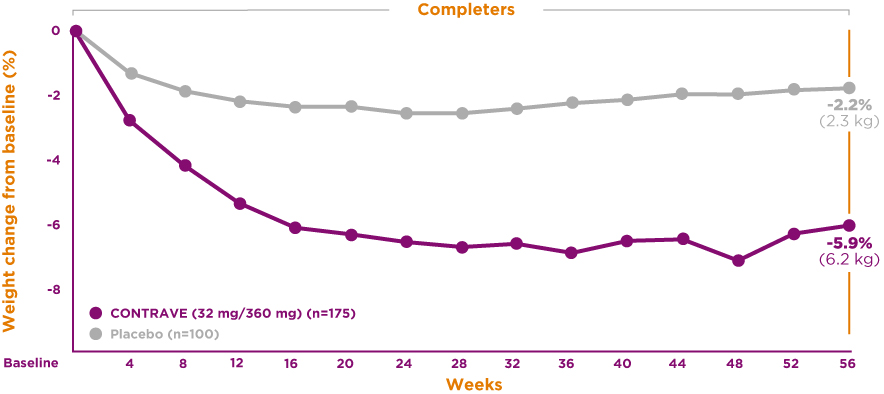 Completers
Weight change from baseline (%)
0
-2
-4
-6
-8
-2.2%
(2.3 kg)
-5.9%
(6.2 kg)
CONTRAVE (32 mg/360 mg) (n=175)
Placebo (n=100)
Baseline 4 8 12 16 20 24 28 32 36 40 44 48 52 56
Weeks